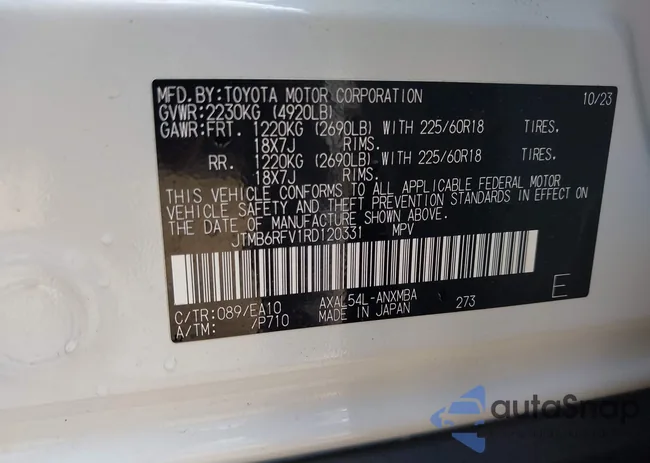 MFD.BY:TOYOTA MOTOR CORPORATION 10/23
GVWR:2230KG (4920LB)
GAWR:FRT. 1220KG (2690LB) WITH 225/60R18 TIRES.
18X7J RIMS.
RR. 1220KG (2690LB) WITH 225/60R18 TIRES.
18X7J RIMS.
THIS VEHICLE CONFORMS TO ALL APPLICABLE FEDERAL MOTOR
VEHICLE SAFETY AND THEFT PREVENTION STANDARDS IN EFFECT ON
THE DATE OF MANUFACTURE SHOWN ABOVE.
JTMB6RFV1RD120331 MPV
C/TR:089/EA10 AXAL54L-ANXMBA 273 E
A/TM: /P710 MADE IN JAPAN
autoSnap